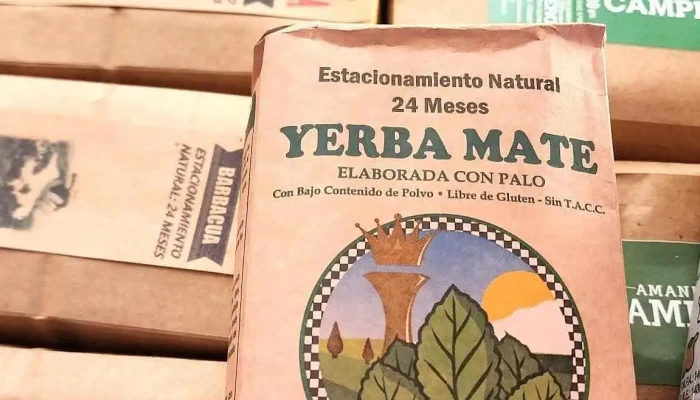 Estacionamiento Natural
24 Meses
YERBA MATE
ELABORADA CON PALO
Con Bajo Contenido de Polvo • Libre de Gluten - Sin T.A.C.C.
BARBACUA
ESTACIONAMIENTO
NATURAL: 24 MESES
CAMP
AMAN
AMI